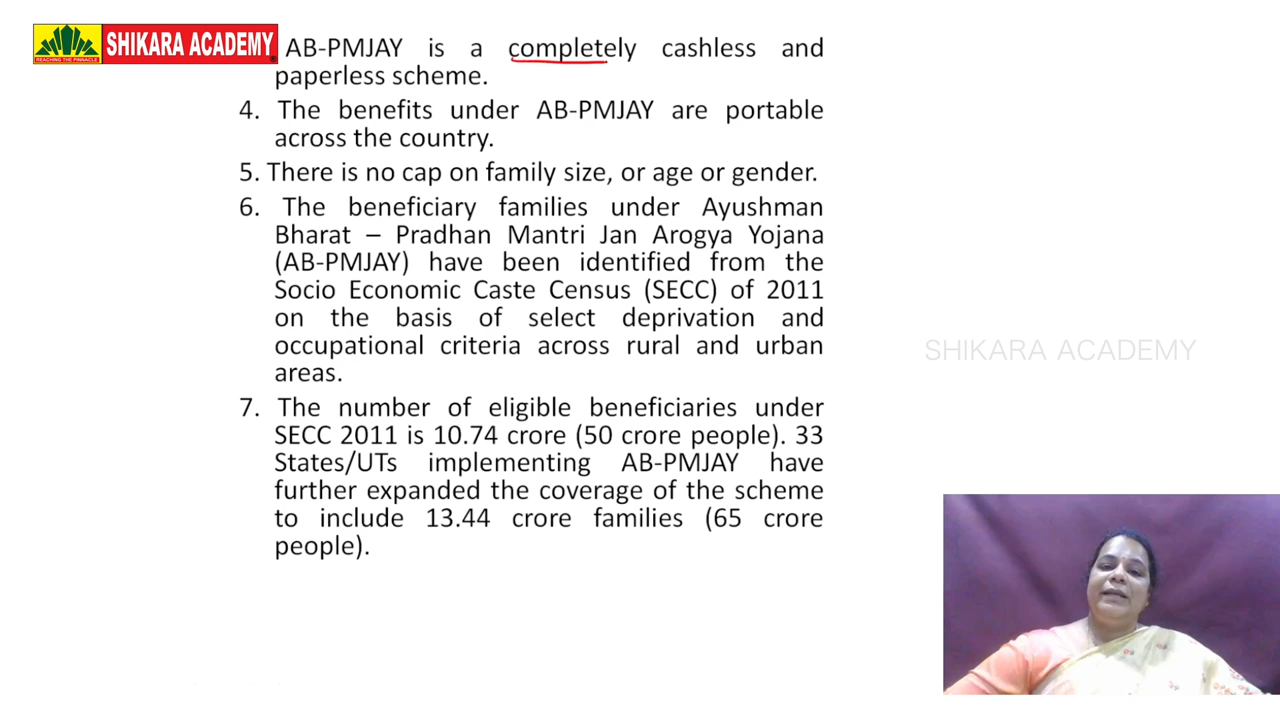 SHIKARA ACADEMY
REACHING THE PINNACLE
AB-PMJAY is a completely cashless and
paperless scheme.
4. The benefits under AB-PMJAY are portable
across the country.
5. There is no cap on family size, or age or gender.
6. The beneficiary families under Ayushman
Bharat – Pradhan Mantri Jan Arogya Yojana
(AB-PMJAY) have been identified from the
Socio Economic Caste Census (SECC) of 2011
on the basis of select deprivation and
occupational criteria across rural and urban
areas.
7. The number of eligible beneficiaries under
SECC 2011 is 10.74 crore (50 crore people). 33
States/UTs implementing AB-PMJAY have
further expanded the coverage of the scheme
to include 13.44 crore families (65 crore
people).
SHIKARA ACADEMY